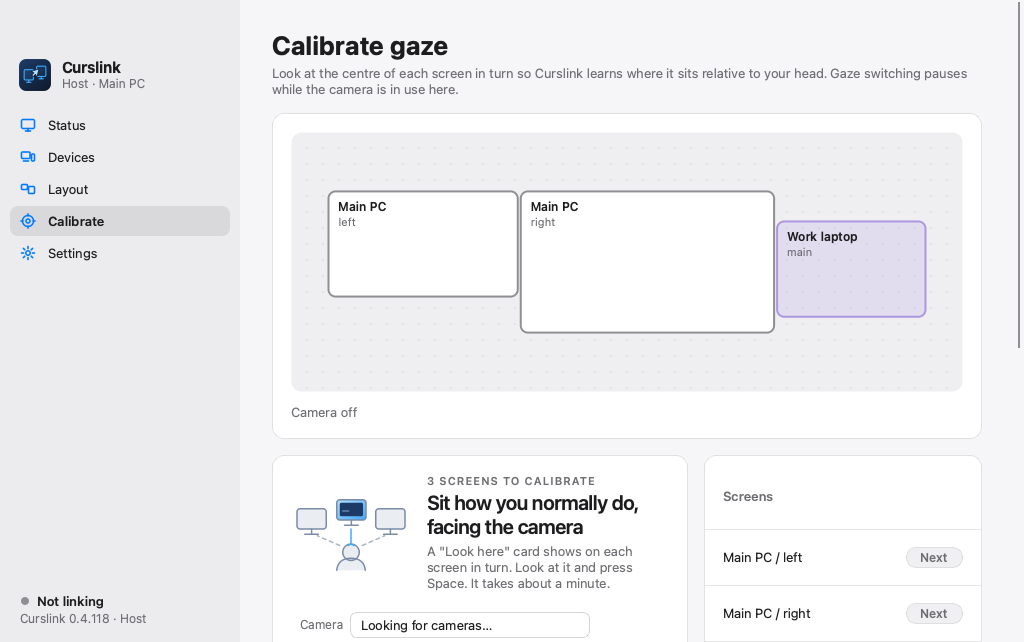 Curslink
Host · Main PC
Status
Devices
Layout
Calibrate
Settings
Not linking
Curslink 0.4.118 · Host
Calibrate gaze
Look at the centre of each screen in turn so Curslink learns where it sits relative to your head. Gaze switching pauses
while the camera is in use here.
Main PC
left
Main PC
right
Work laptop
main
Camera off
3 SCREENS TO CALIBRATE
Sit how you normally do,
facing the camera
A "Look here" card shows on each
screen in turn. Look at it and press
Space. It takes about a minute.
Camera
Looking for cameras...
Screens
Main PC / left
Next
Main PC / right
Next